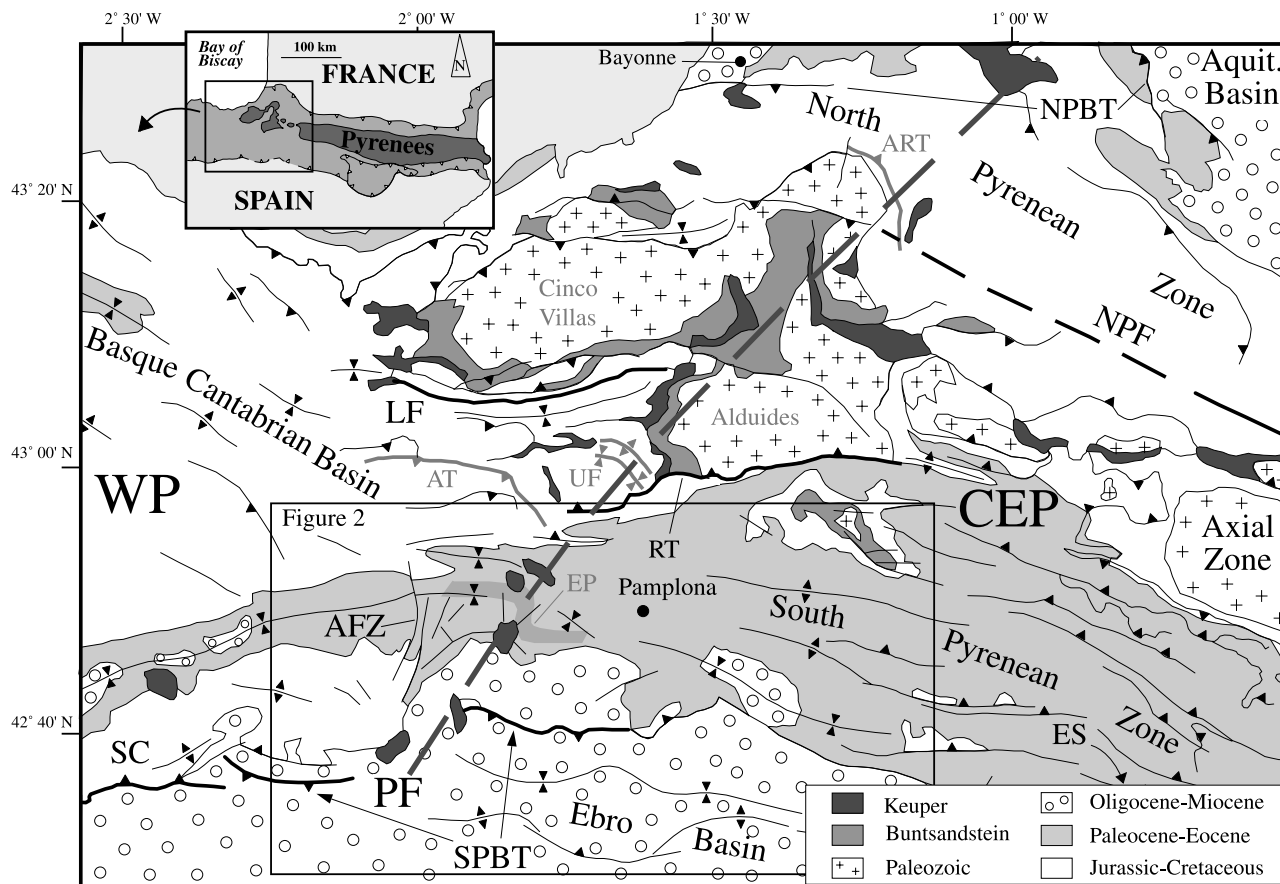 2° 30' W
2° 00' W
1° 30' W
1° 00' W
Bay of
Biscay
100 km
N
FRANCE
Pyrenees
SPAIN
Bayonne
Aquit.
Basin
NPBT
North
ART
Pyrenean
Zone
43° 20' N
Cinco
Villas
NPF
Basque Cantabrian Basin
LF
Alduides
43° 00' N
WP
AT
UF
CEP
Figure 2
RT
Axial
Zone
EP
Pamplona
AFZ
South
Pyrenean
Zone
42° 40' N
SC
ES
PF
Ebro
Basin
SPBT
Keuper
Oligocene-Miocene
Buntsandstein
Paleocene-Eocene
Paleozoic
Jurassic-Cretaceous